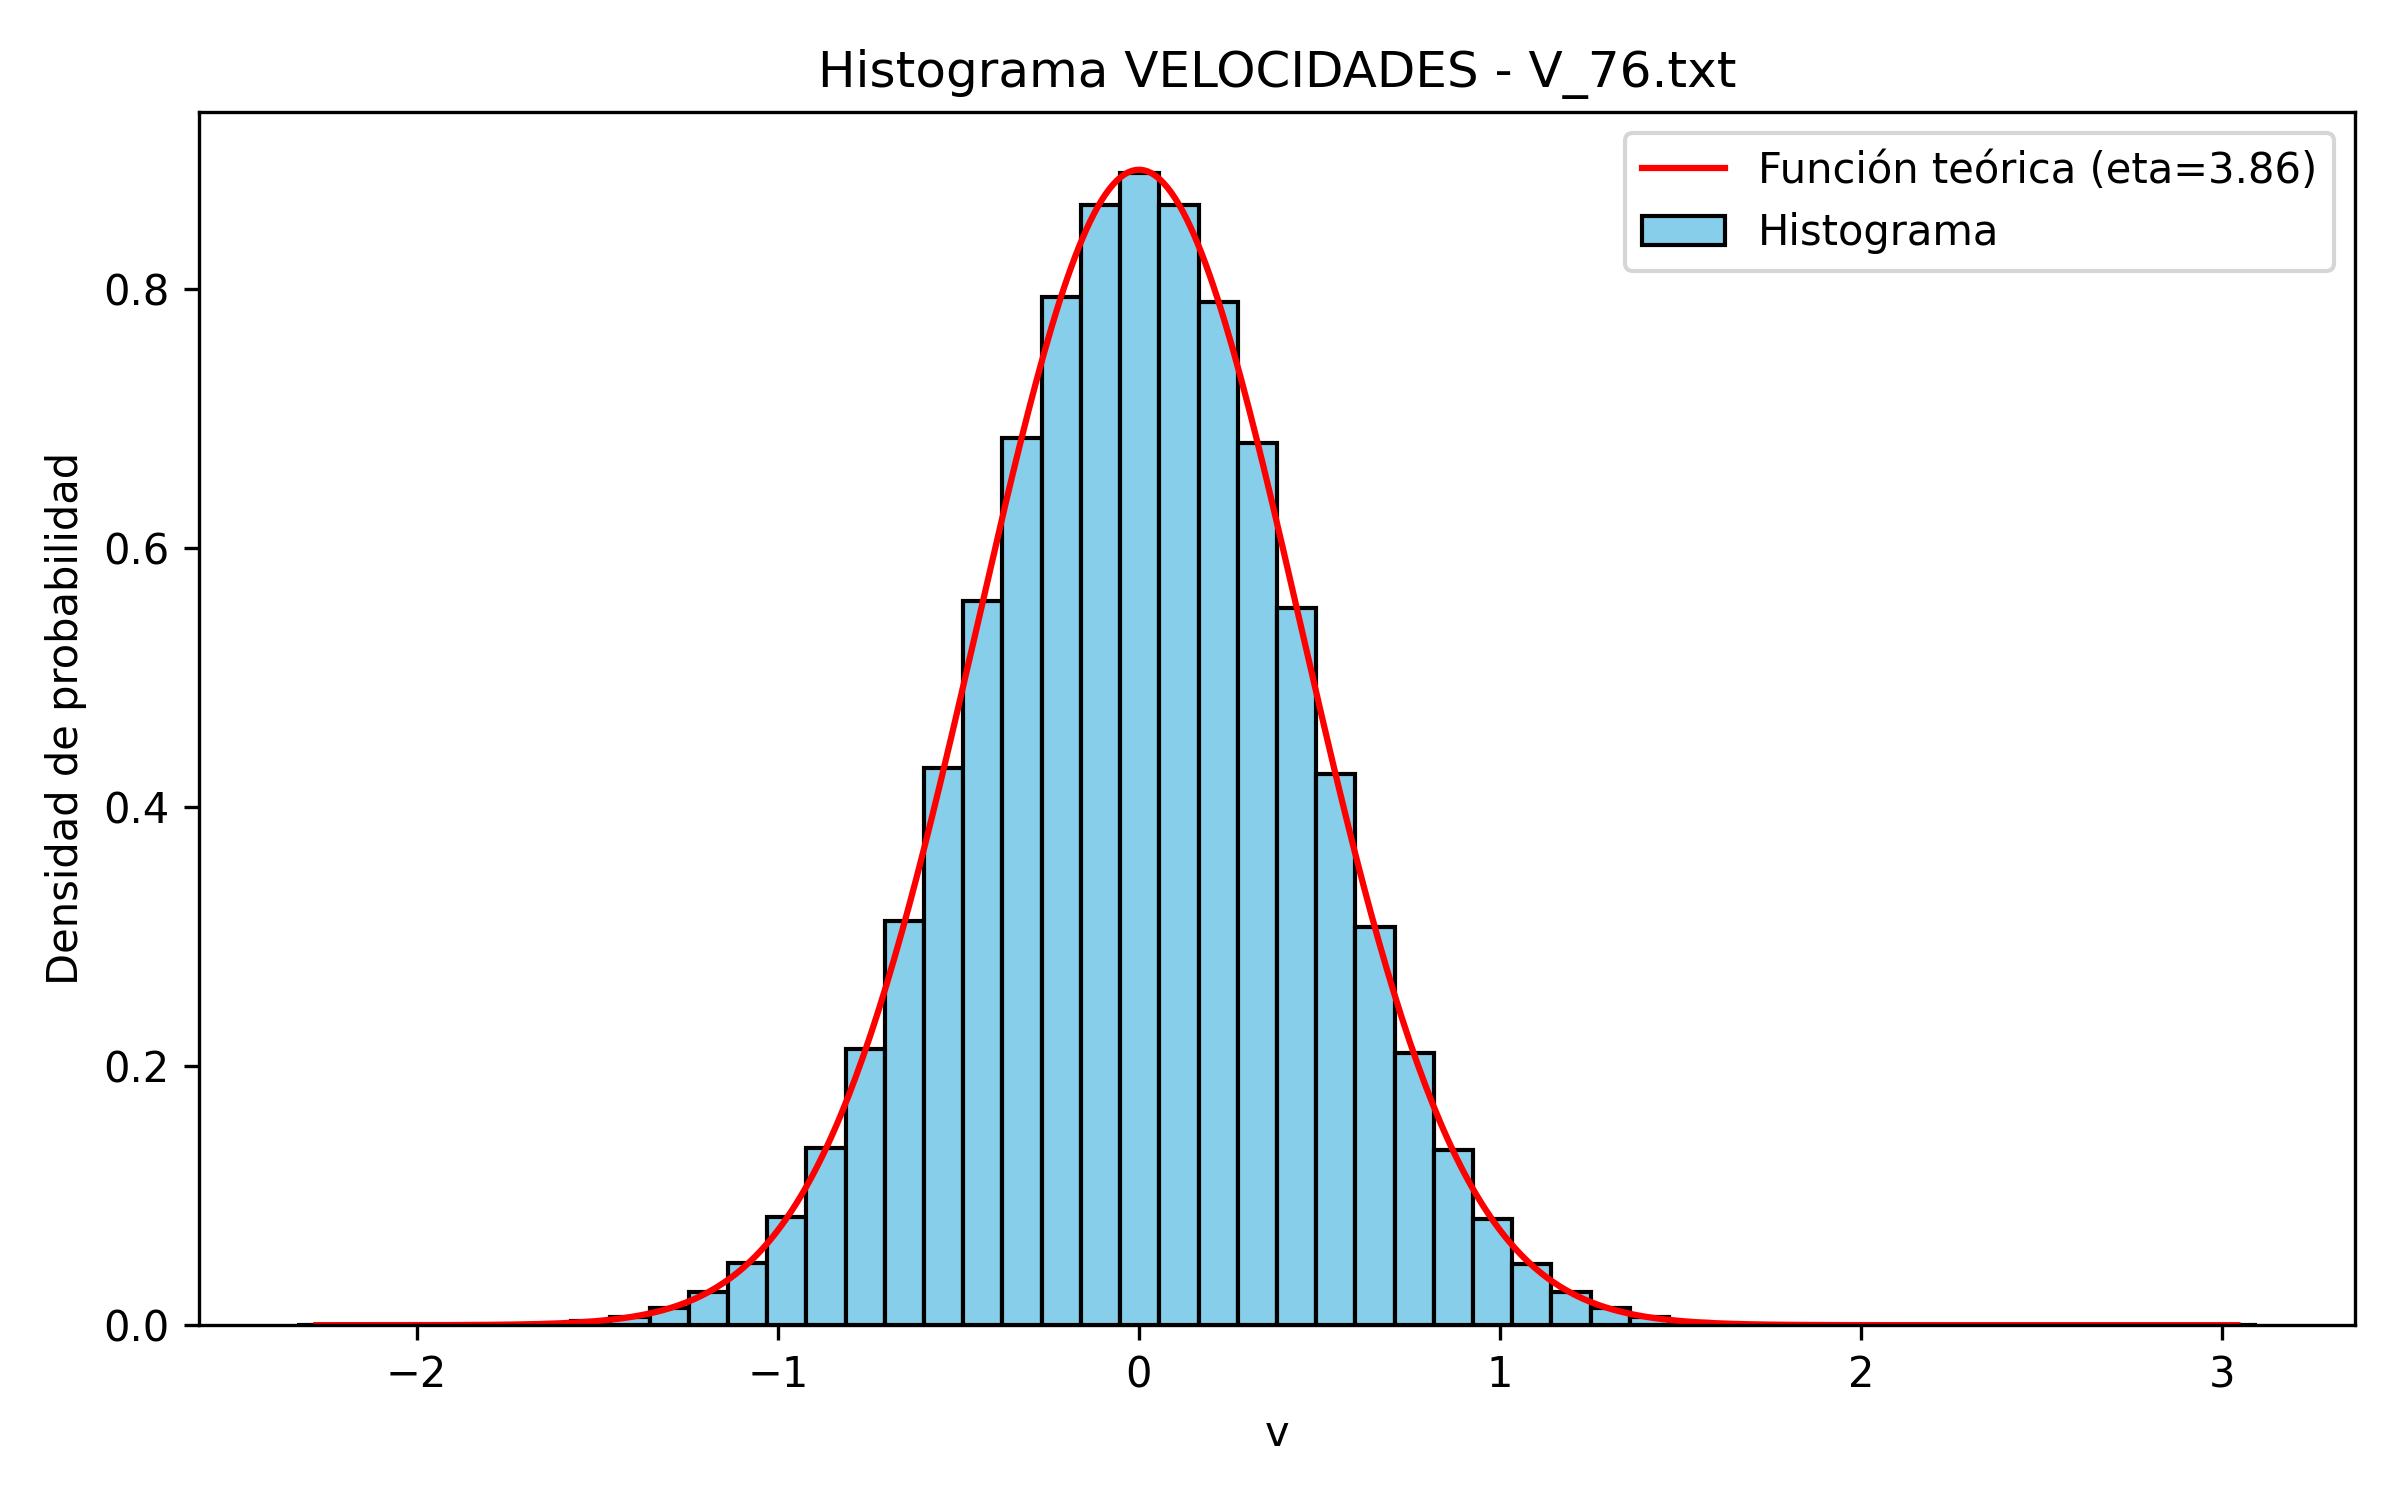 Histograma VELOCIDADES - V_76.txt
Función teórica (eta=3.86)
Histograma
Densidad de probabilidad
0.8
0.6
0.4
0.2
0.0
−2 −1 0 1 2 3
v